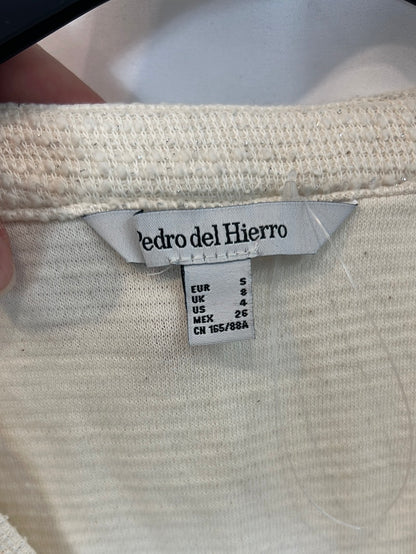 Pedro del Hierro
EUR S
UK 8
US 4
MEX 26
CH 165/88A